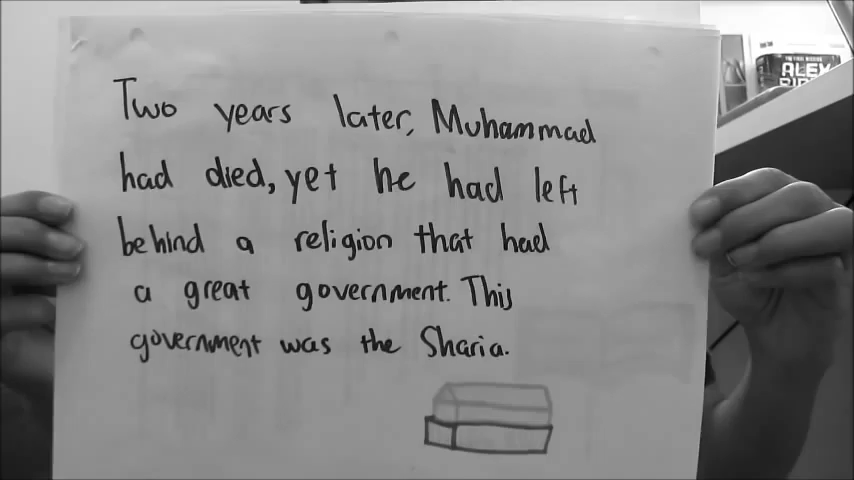 Two years later, Muhammad
had died, yet he had left
behind a religion that had
a great government. This
government was the Sharia.
ALEX